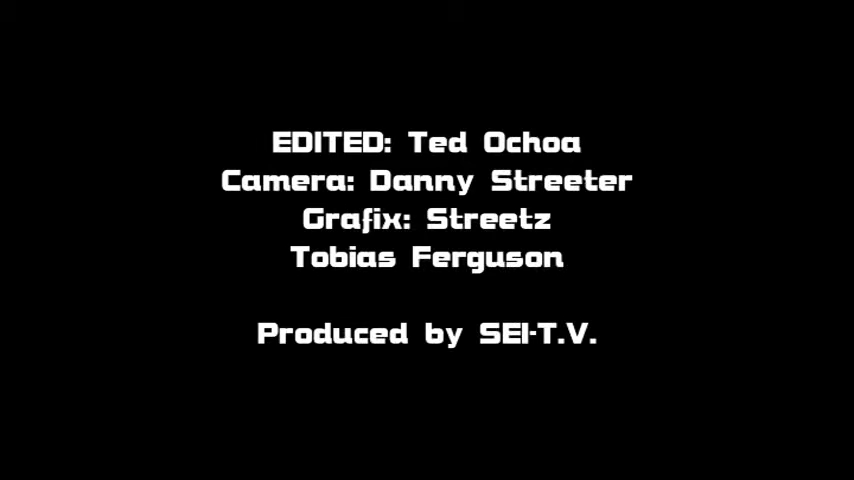 EDITED: Ted Ochoa
Camera: Danny Streeter
Grafix: Streetz
Tobias Ferguson
Produced by SEI-T.V.